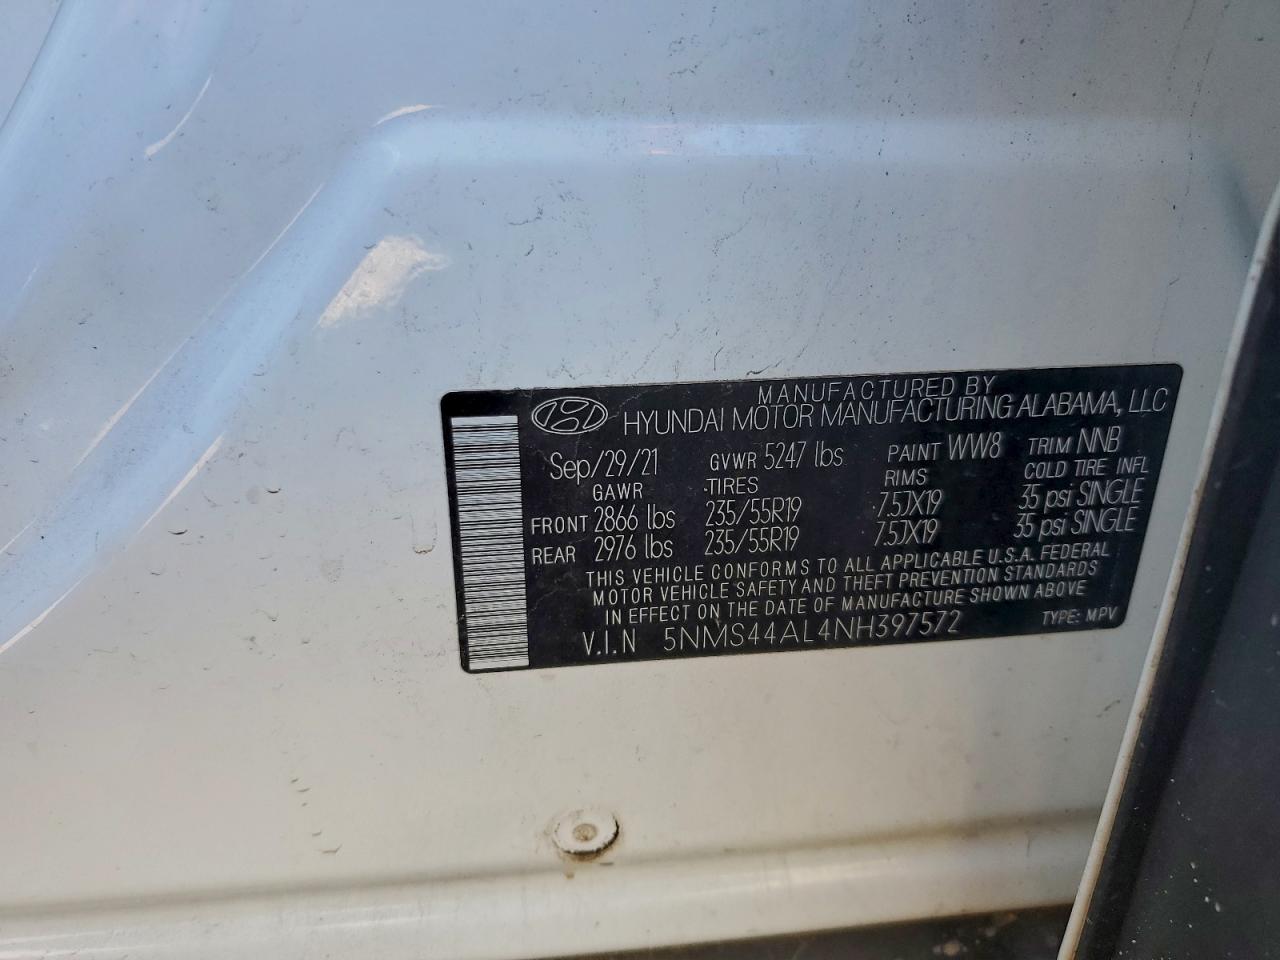 MANUFACTURED BY
HYUNDAI MOTOR MANUFACTURING ALABAMA, LLC
Sep/29/21 GVWR 5247 lbs PAINT WW8 TRIM NNB
GAWR TIRES RIMS COLD TIRE INFL
FRONT 2866 lbs 235/55R19 7.5JX19 35 psi SINGLE
REAR 2976 lbs 235/55R19 7.5JX19 35 psi SINGLE
THIS VEHICLE CONFORMS TO ALL APPLICABLE U.S.A. FEDERAL
MOTOR VEHICLE SAFETY AND THEFT PREVENTION STANDARDS
IN EFFECT ON THE DATE OF MANUFACTURE SHOWN ABOVE
V.I.N 5NMS44AL4NH397572 TYPE: MPV